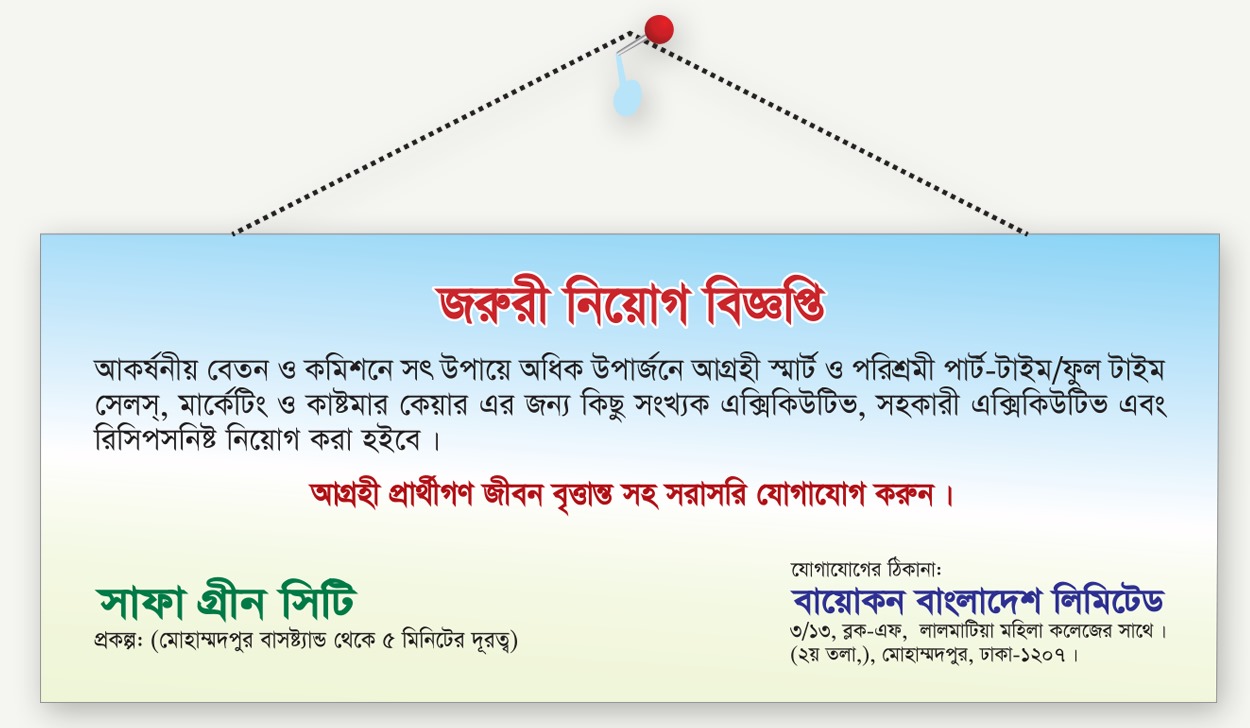 জরুরী নিয়োগ বিজ্ঞপ্তি
আকর্ষনীয় বেতন ও কমিশনে সৎ উপায়ে অধিক উপার্জনে আগ্রহী স্মার্ট ও পরিশ্রমী পার্ট-টাইম/ফুল টাইম
সেলস্, মার্কেটিং ও কাষ্টমার কেয়ার এর জন্য কিছু সংখ্যক এক্সিকিউটিভ, সহকারী এক্সিকিউটিভ এবং
রিসিপসনিষ্ট নিয়োগ করা হইবে ।
আগ্রহী প্রার্থীগণ জীবন বৃত্তান্ত সহ সরাসরি যোগাযোগ করুন ।
সাফা গ্রীন সিটি
প্রকল্প: (মোহাম্মদপুর বাসষ্ট্যান্ড থেকে ৫ মিনিটের দূরত্ব)
যোগাযোগের ঠিকানা:
বায়োকন বাংলাদেশ লিমিটেড
৩/১৩, ব্লক-এফ, লালমাটিয়া মহিলা কলেজের সাথে ।
(২য় তলা,), মোহাম্মদপুর, ঢাকা-১২০৭ ।